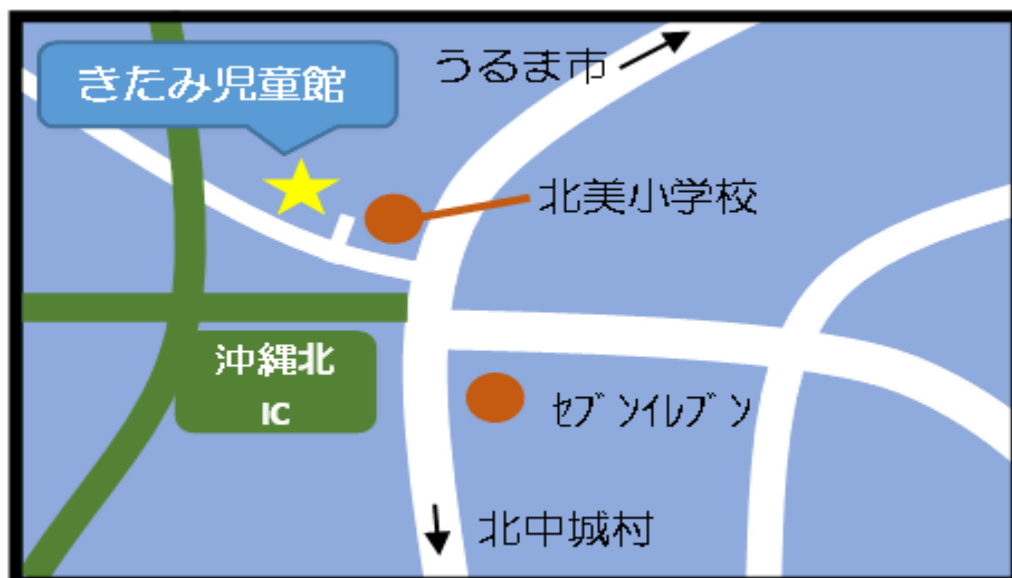 うるま市
きたみ児童館
北美小学校
沖縄北
IC
ｾﾌﾞﾝｲﾚﾌﾞﾝ
北中城村